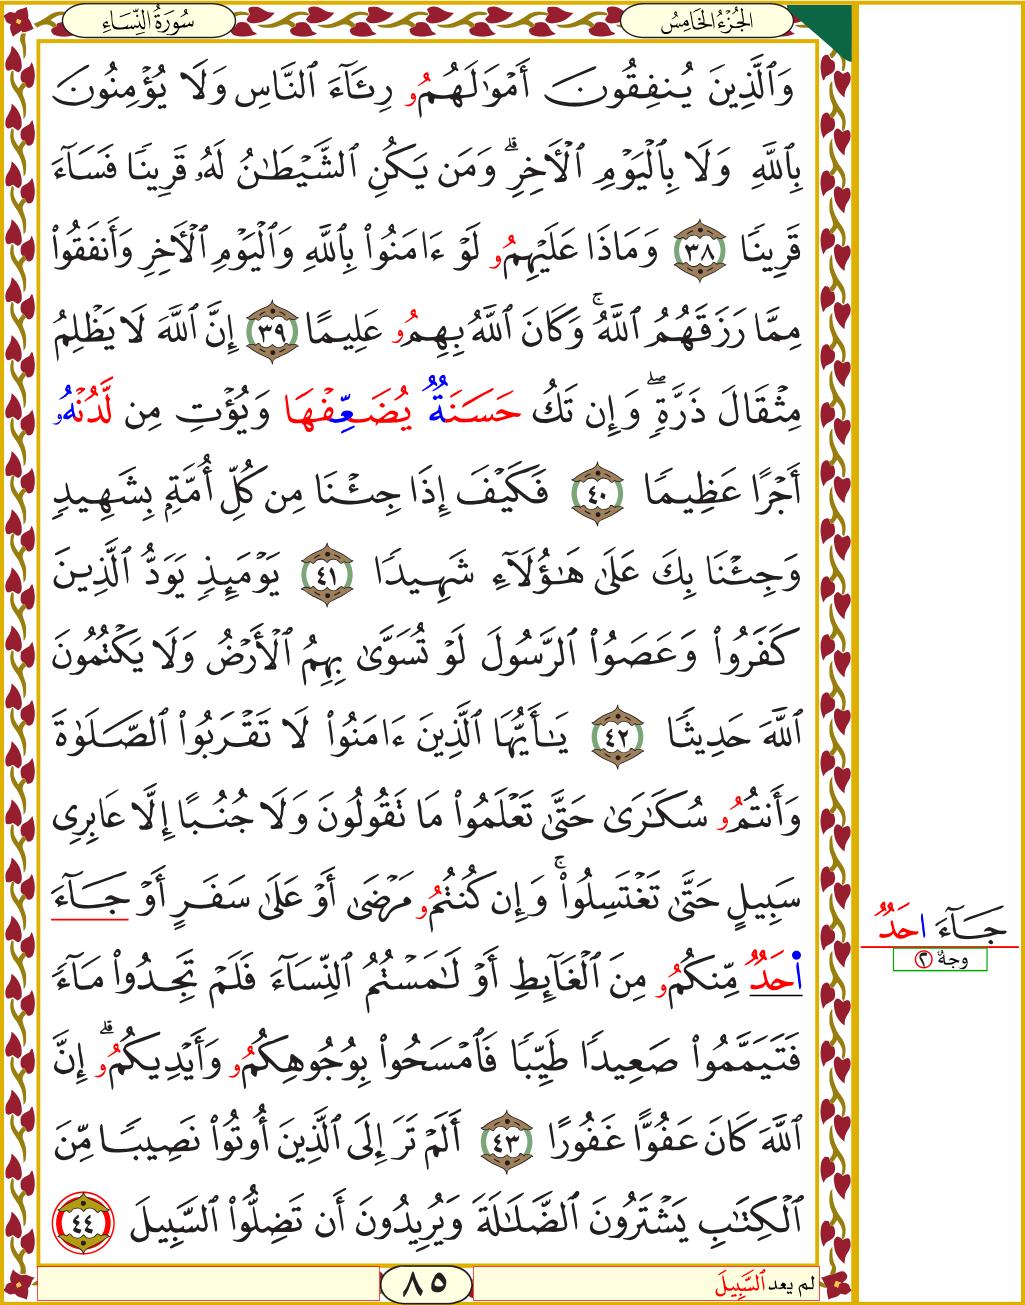 سُورَةُ النِّسَاءِ
الجُزْءُ الخَامِسُ
وَٱلَّذِينَ يُنفِقُونَ أَمْوَٰلَهُمُۥ رِئَآءَ ٱلنَّاسِ وَلَا يُؤْمِنُونَ
بِٱللَّهِ وَلَا بِٱلْيَوْمِ ٱلْأَخِرِ ۗ وَمَن يَكُنِ ٱلشَّيْطَٰنُ لَهُۥ قَرِينًا فَسَآءَ
قَرِينًا ٣٨ وَمَاذَا عَلَيْهِمُۥ لَوْ ءَامَنُوا۟ بِٱللَّهِ وَٱلْيَوْمِ ٱلْأَخِرِ وَأَنفَقُوا۟
مِمَّا رَزَقَهُمُ ٱللَّهُ ۚ وَكَانَ ٱللَّهُ بِهِمُۥ عَلِيمًا ٣٩ إِنَّ ٱللَّهَ لَا يَظْلِمُ
مِثْقَالَ ذَرَّةٍ ۖ وَإِن تَكُ حَسَنَةٌ يُضَعِّفْهَا وَيُؤْتِ مِن لَّدُنْهُۥ
أَجْرًا عَظِيمًا ٤٠ فَكَيْفَ إِذَا جِئْنَا مِن كُلِّ أُمَّةٍۭ بِشَهِيدٍ
وَجِئْنَا بِكَ عَلَىٰ هَٰٓؤُلَآءِ شَهِيدًا ٤١ يَوْمَئِذٍ يَوَدُّ ٱلَّذِينَ
كَفَرُوا۟ وَعَصَوُا۟ ٱلرَّسُولَ لَوْ تُسَوَّىٰ بِهِمُ ٱلْأَرْضُ وَلَا يَكْتُمُونَ
ٱللَّهَ حَدِيثًا ٤٢ يَٰٓأَيُّهَا ٱلَّذِينَ ءَامَنُوا۟ لَا تَقْرَبُوا۟ ٱلصَّلَوٰةَ
وَأَنتُمُۥ سُكَٰرَىٰ حَتَّىٰ تَعْلَمُوا۟ مَا تَقُولُونَ وَلَا جُنُبًا إِلَّا عَابِرِى
سَبِيلٍ حَتَّىٰ تَغْتَسِلُوا۟ ۚ وَإِن كُنتُمُۥ مَرْضَىٰٓ أَوْ عَلَىٰ سَفَرٍ أَوْ جَآءَ
ا۬حَدٌ مِّنكُمُۥ مِنَ ٱلْغَآئِطِ أَوْ لَٰمَسْتُمُ ٱلنِّسَآءَ فَلَمْ تَجِدُوا۟ مَآءً
فَتَيَمَّمُوا۟ صَعِيدًا طَيِّبًا فَٱمْسَحُوا۟ بِوُجُوهِكُمُۥ وَأَيْدِيكُمُۥ ۗ إِنَّ
ٱللَّهَ كَانَ عَفُوًّا غَفُورًا ٤٣ أَلَمْ تَرَ إِلَى ٱلَّذِينَ أُوتُوا۟ نَصِيبًا مِّنَ
ٱلْكِتَٰبِ يَشْتَرُونَ ٱلضَّلَٰلَةَ وَيُرِيدُونَ أَن تَضِلُّوا۟ ٱلسَّبِيلَ ٤٤
جَآءَ احَدٌ
وجهٌ ٢
لم يعد ٱلسَّبِيلَ
٨٥